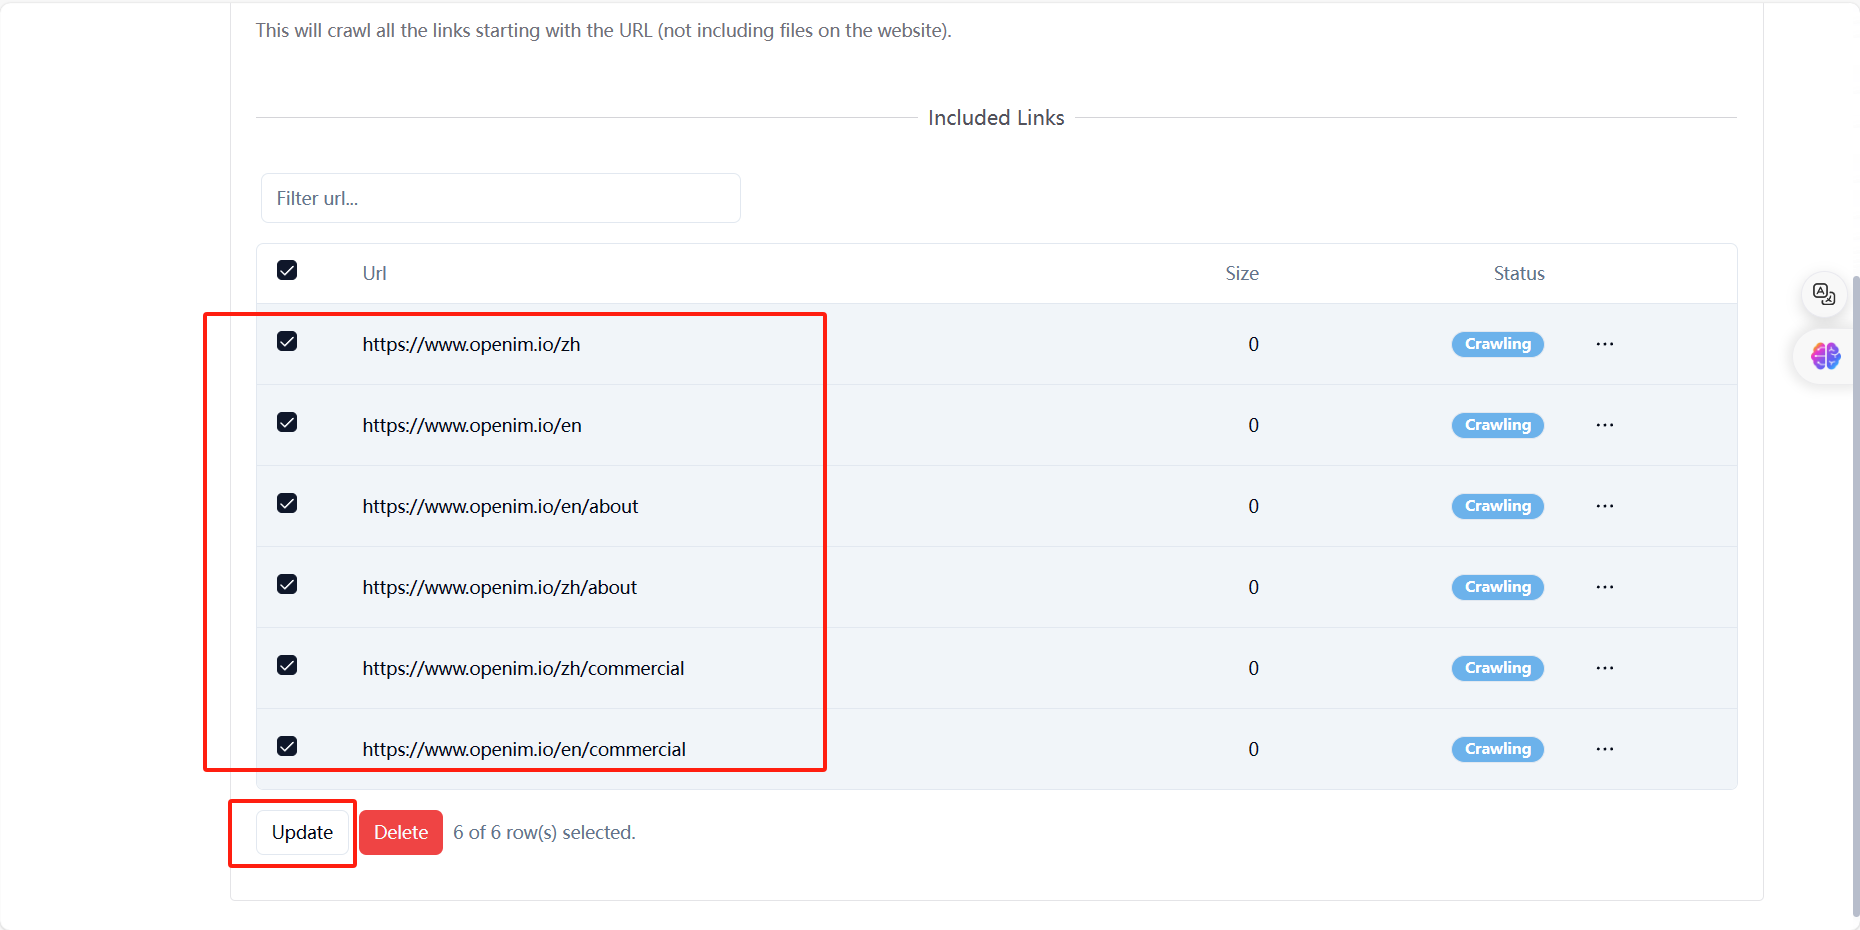 This will crawl all the links starting with the URL (not including files on the website).
Included Links
Filter url...
Url Size Status
https://www.openim.io/zh 0 Crawling ...
https://www.openim.io/en 0 Crawling ...
https://www.openim.io/en/about 0 Crawling ...
https://www.openim.io/zh/about 0 Crawling ...
https://www.openim.io/zh/commercial 0 Crawling ...
https://www.openim.io/en/commercial 0 Crawling ...
Update Delete 6 of 6 row(s) selected.